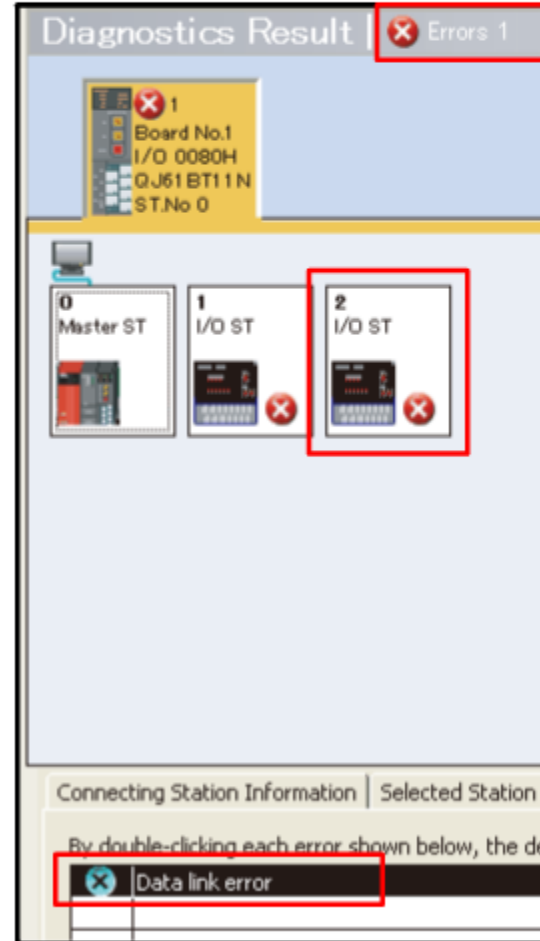 Diagnostics Result | Errors 1
1
Board No.1
I/O 0080H
QJ61BT11N
ST.No 0
0
Master ST
1
I/O ST
2
I/O ST
Connecting Station Information | Selected Station
By double-clicking each error shown below, the de
Data link error